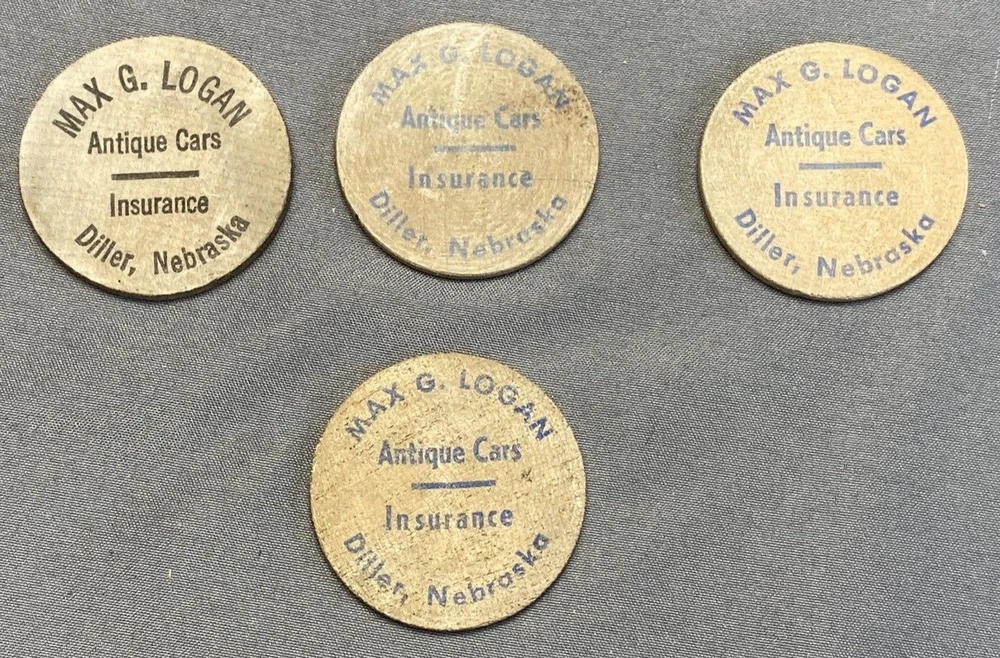 MAX G. LOGAN
Antique Cars
Insurance
Diller, Nebraska
MAX G. LOGAN
Antique Cars
Insurance
Diller, Nebraska
MAX G. LOGAN
Antique Cars
Insurance
Diller, Nebraska
MAX G. LOGAN
Antique Cars
Insurance
Diller, Nebraska